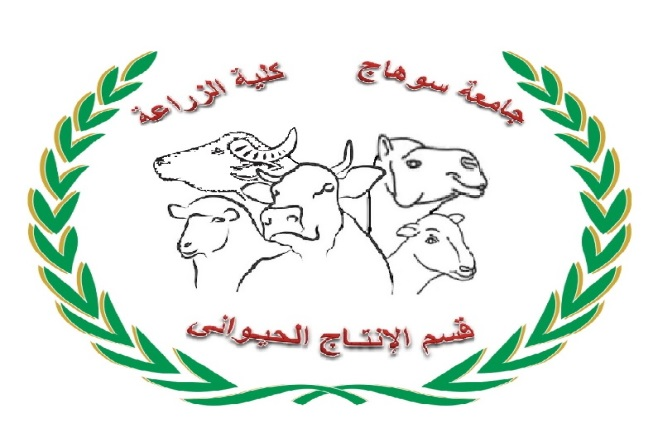 جامعة سوهاج
كلية الزراعة
قسم الإنتاج الحيوانى